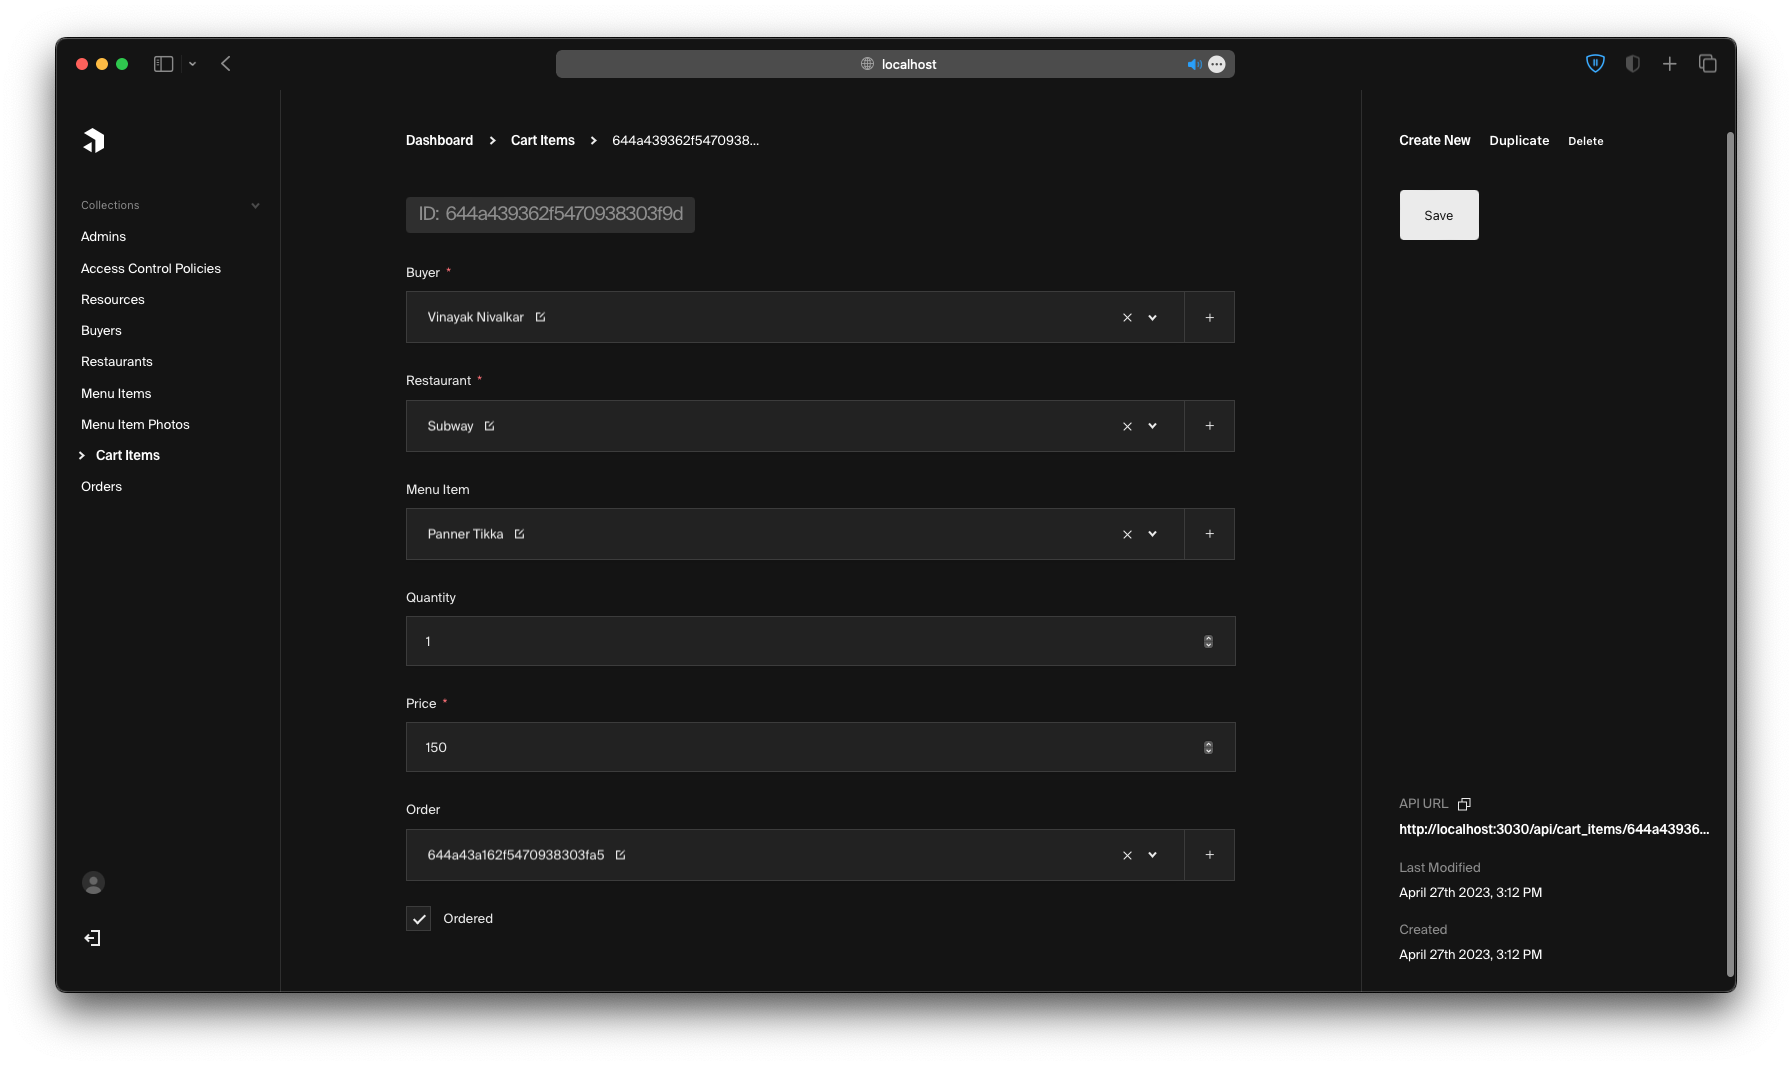 localhost
Collections
Admins
Access Control Policies
Resources
Buyers
Restaurants
Menu Items
Menu Item Photos
Cart Items
Orders
Dashboard > Cart Items > 644a439362f5470938...
ID: 644a439362f5470938303f9d
Buyer *
Vinayak Nivalkar
Restaurant *
Subway
Menu Item
Panner Tikka
Quantity
1
Price *
150
Order
644a43a162f5470938303fa5
Ordered
Create New Duplicate Delete
Save
API URL
http://localhost:3030/api/cart_items/644a43936...
Last Modified
April 27th 2023, 3:12 PM
Created
April 27th 2023, 3:12 PM